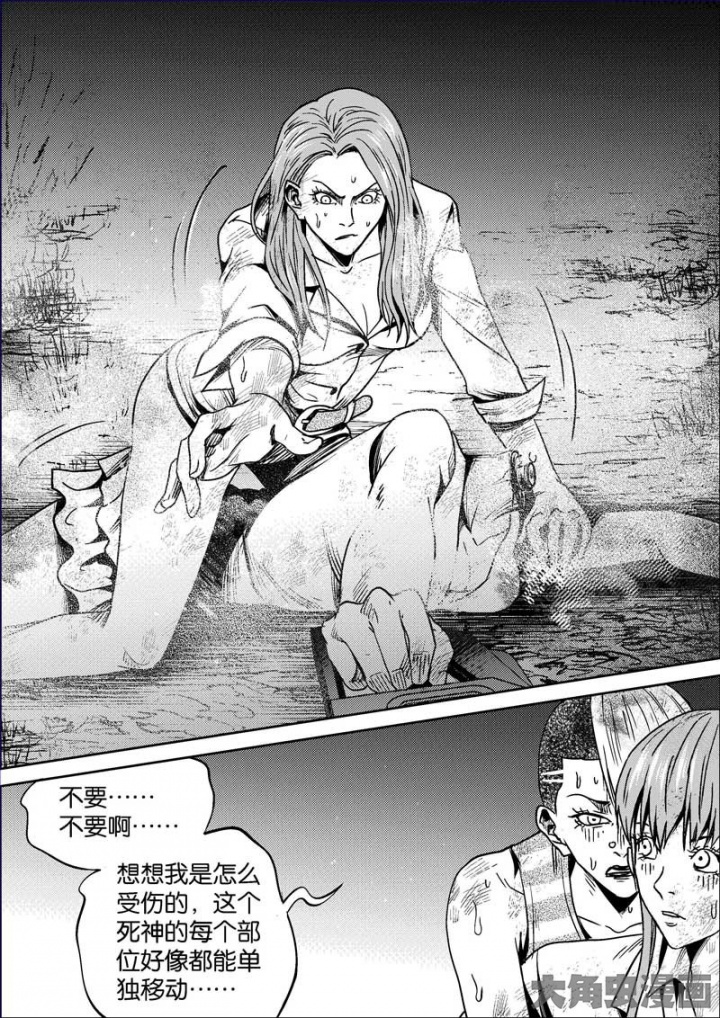 不要……
不要啊……
想想我是怎么
受伤的，这个
死神的每个部
位好像都能单
独移动……
大角虫漫画